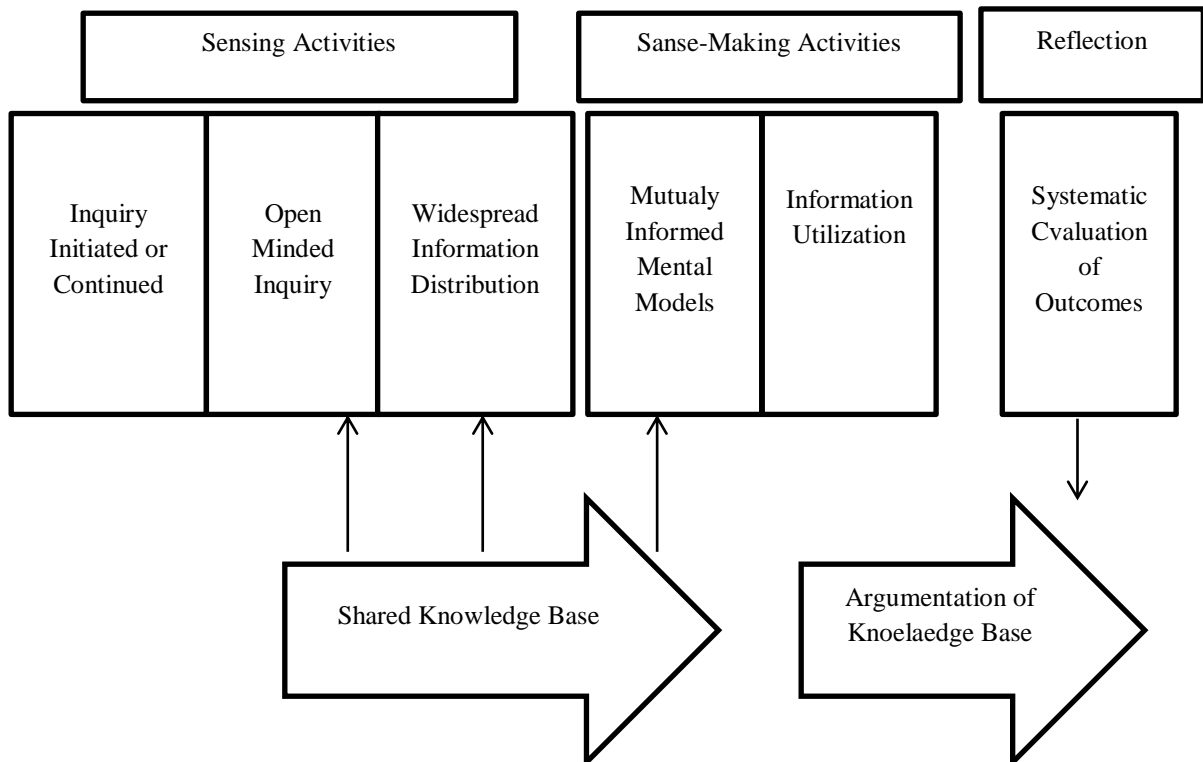 Sensing Activities
Sanse-Making Activities
Reflection
Inquiry
Initiated or
Continued
Open
Minded
Inquiry
Widespread
Information
Distribution
Mutualy
Informed
Mental
Models
Information
Utilization
Systematic
Cvaluation
of
Outcomes
Shared Knowledge Base
Argumentation of
Knoelaedge Base